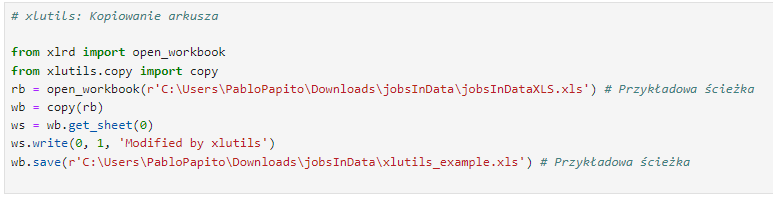 # xlutils: Kopiowanie arkusza
from xlrd import open_workbook
from xlutils.copy import copy
rb = open_workbook(r'C:\Users\PabloPapito\Downloads\jobsInData\jobsInDataXLS.xls') # Przykładowa ścieżka
wb = copy(rb)
ws = wb.get_sheet(0)
ws.write(0, 1, 'Modified by xlutils')
wb.save(r'C:\Users\PabloPapito\Downloads\jobsInData\xlutils_example.xls') # Przykładowa ścieżka